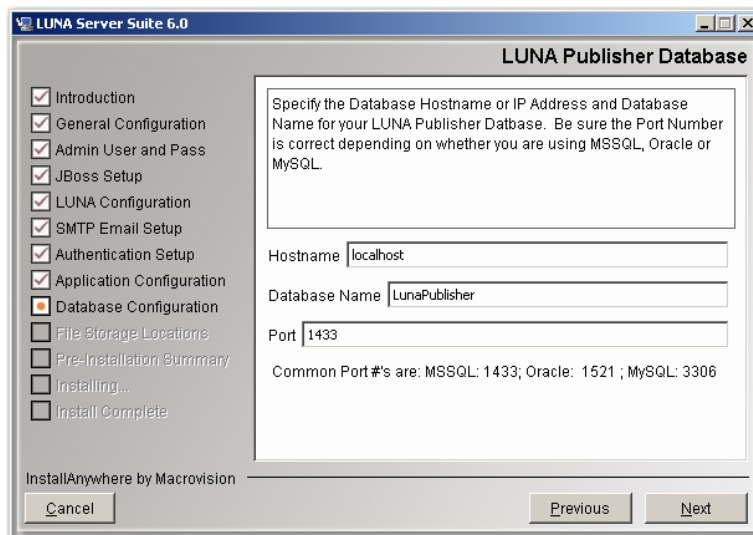 LUNA Server Suite 6.0
LUNA Publisher Database
Introduction
General Configuration
Admin User and Pass
JBoss Setup
LUNA Configuration
SMTP Email Setup
Authentication Setup
Application Configuration
Database Configuration
File Storage Locations
Pre-Installation Summary
Installing...
Install Complete
Specify the Database Hostname or IP Address and Database
Name for your LUNA Publisher Datbase.  Be sure the Port Number
is correct depending on whether you are using MSSQL, Oracle or
MySQL.
Hostname localhost
Database Name LunaPublisher
Port 1433
Common Port #'s are: MSSQL: 1433; Oracle:  1521 ; MySQL: 3306
InstallAnywhere by Macrovision
Cancel Previous Next